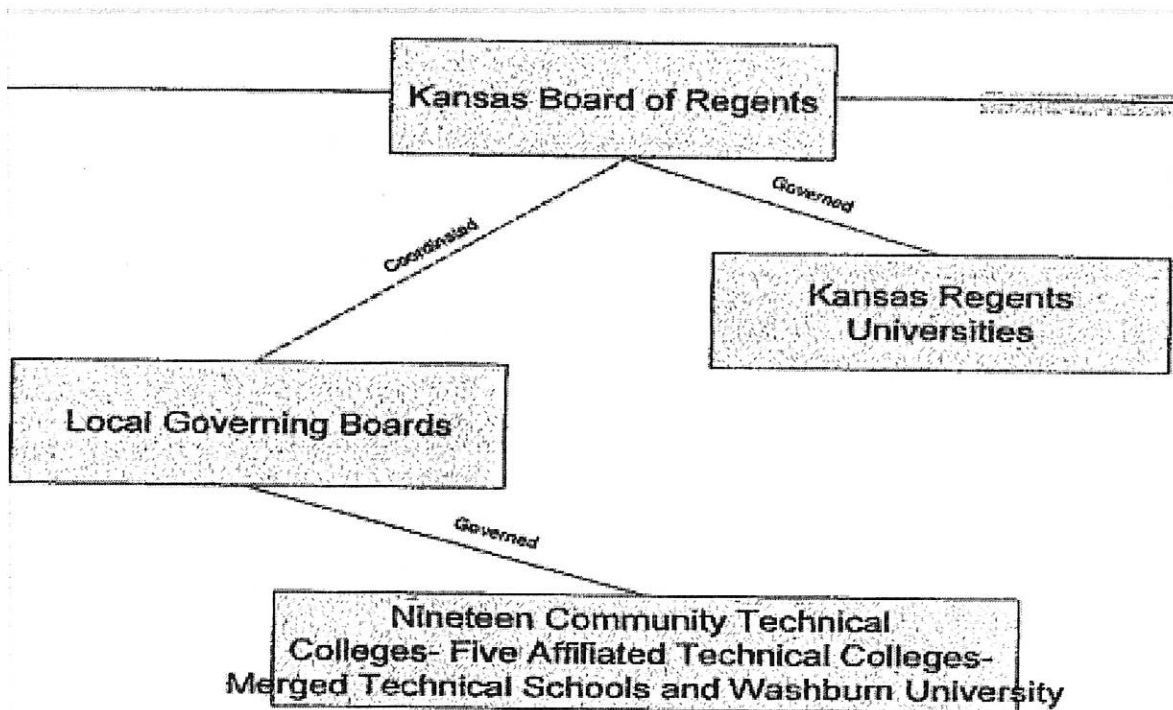 Kansas Board of Regents
Governed
Coordinated
Kansas Regents
Universities
Local Governing Boards
Governed
Nineteen Community Technical
Colleges- Five Affiliated Technical Colleges-
Merged Technical Schools and Washburn University